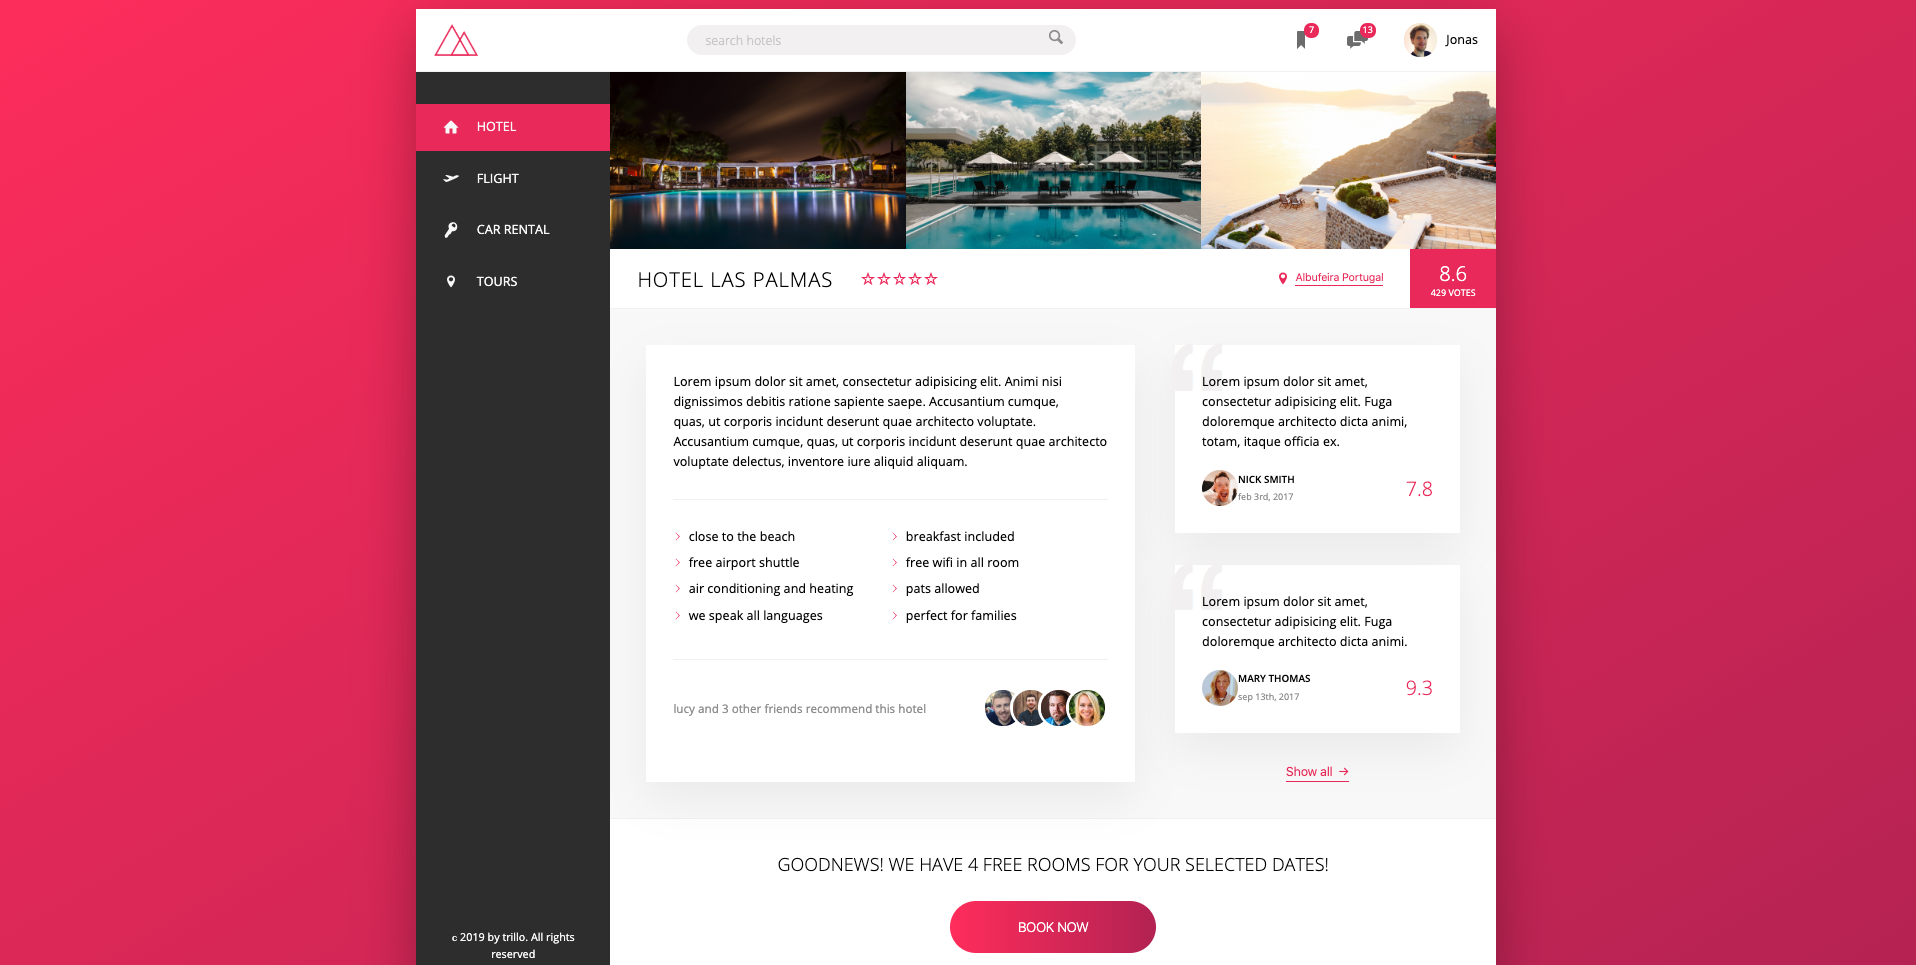 search hotels
7
13
Jonas
HOTEL
FLIGHT
CAR RENTAL
TOURS
HOTEL LAS PALMAS
Albufeira Portugal
8.6
429 VOTES
Lorem ipsum dolor sit amet, consectetur adipisicing elit. Animi nisi
dignissimos debitis ratione sapiente saepe. Accusantium cumque,
quas, ut corporis incidunt deserunt quae architecto voluptate.
Accusantium cumque, quas, ut corporis incidunt deserunt quae architecto
voluptate delectus, inventore iure aliquid aliquam.
close to the beach
breakfast included
free airport shuttle
free wifi in all room
air conditioning and heating
pats allowed
we speak all languages
perfect for families
lucy and 3 other friends recommend this hotel
“
Lorem ipsum dolor sit amet,
consectetur adipisicing elit. Fuga
doloremque architecto dicta animi,
totam, itaque officia ex.
NICK SMITH
feb 3rd, 2017
7.8
“
Lorem ipsum dolor sit amet,
consectetur adipisicing elit. Fuga
doloremque architecto dicta animi.
MARY THOMAS
sep 13th, 2017
9.3
Show all →
GOODNEWS! WE HAVE 4 FREE ROOMS FOR YOUR SELECTED DATES!
BOOK NOW
c 2019 by trillo. All rights
reserved